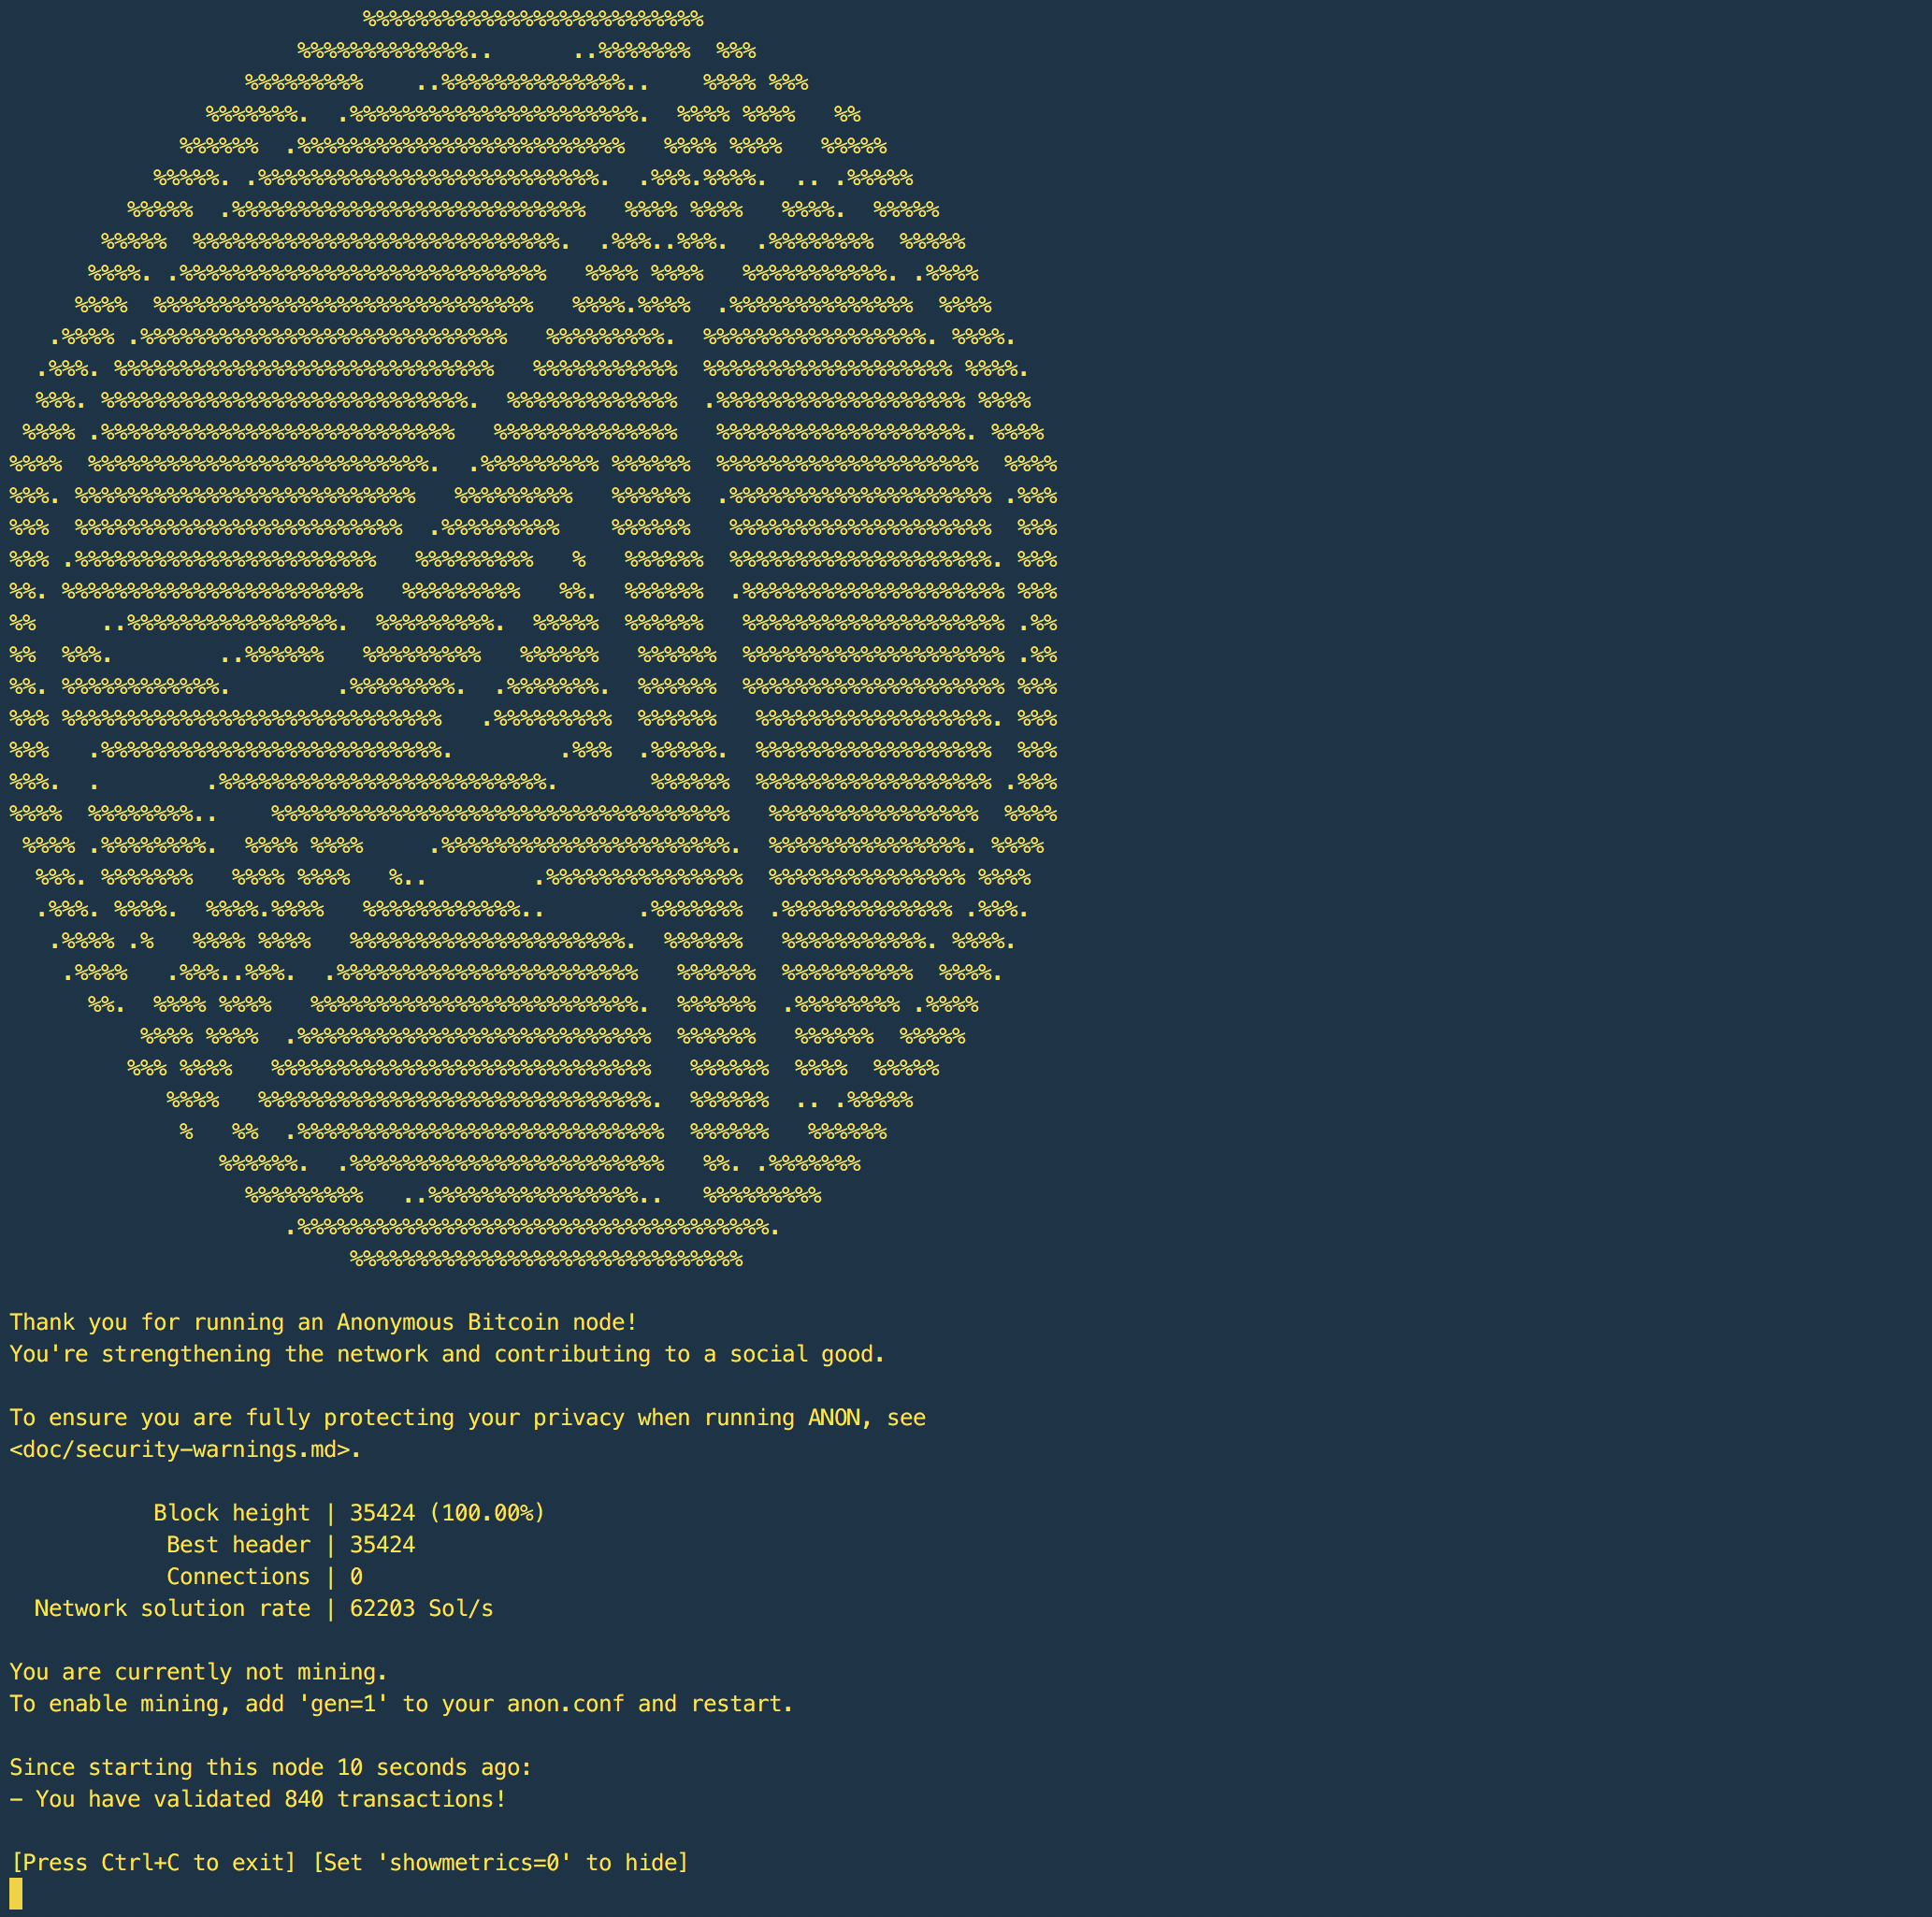 Thank you for running an Anonymous Bitcoin node!
You're strengthening the network and contributing to a social good.
To ensure you are fully protecting your privacy when running ANON, see
<doc/security-warnings.md>.
Block height | 35424 (100.00%)
Best header | 35424
Connections | 0
Network solution rate | 62203 Sol/s
You are currently not mining.
To enable mining, add 'gen=1' to your anon.conf and restart.
Since starting this node 10 seconds ago:
- You have validated 840 transactions!
[Press Ctrl+C to exit] [Set 'showmetrics=0' to hide]